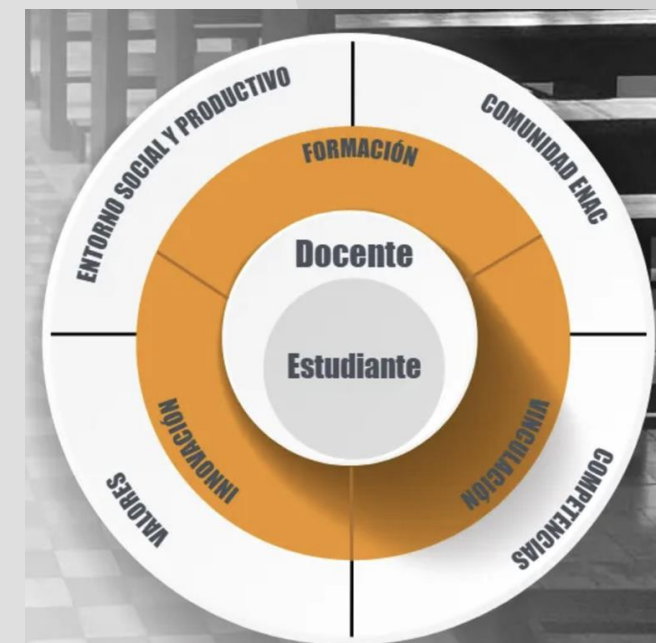 ENTORNO SOCIAL Y PRODUCTIVO
COMUNIDAD ENAC
FORMACIÓN
Docente
Estudiante
INNOVACIÓN
VINCULACIÓN
VALORES
COMPETENCIAS